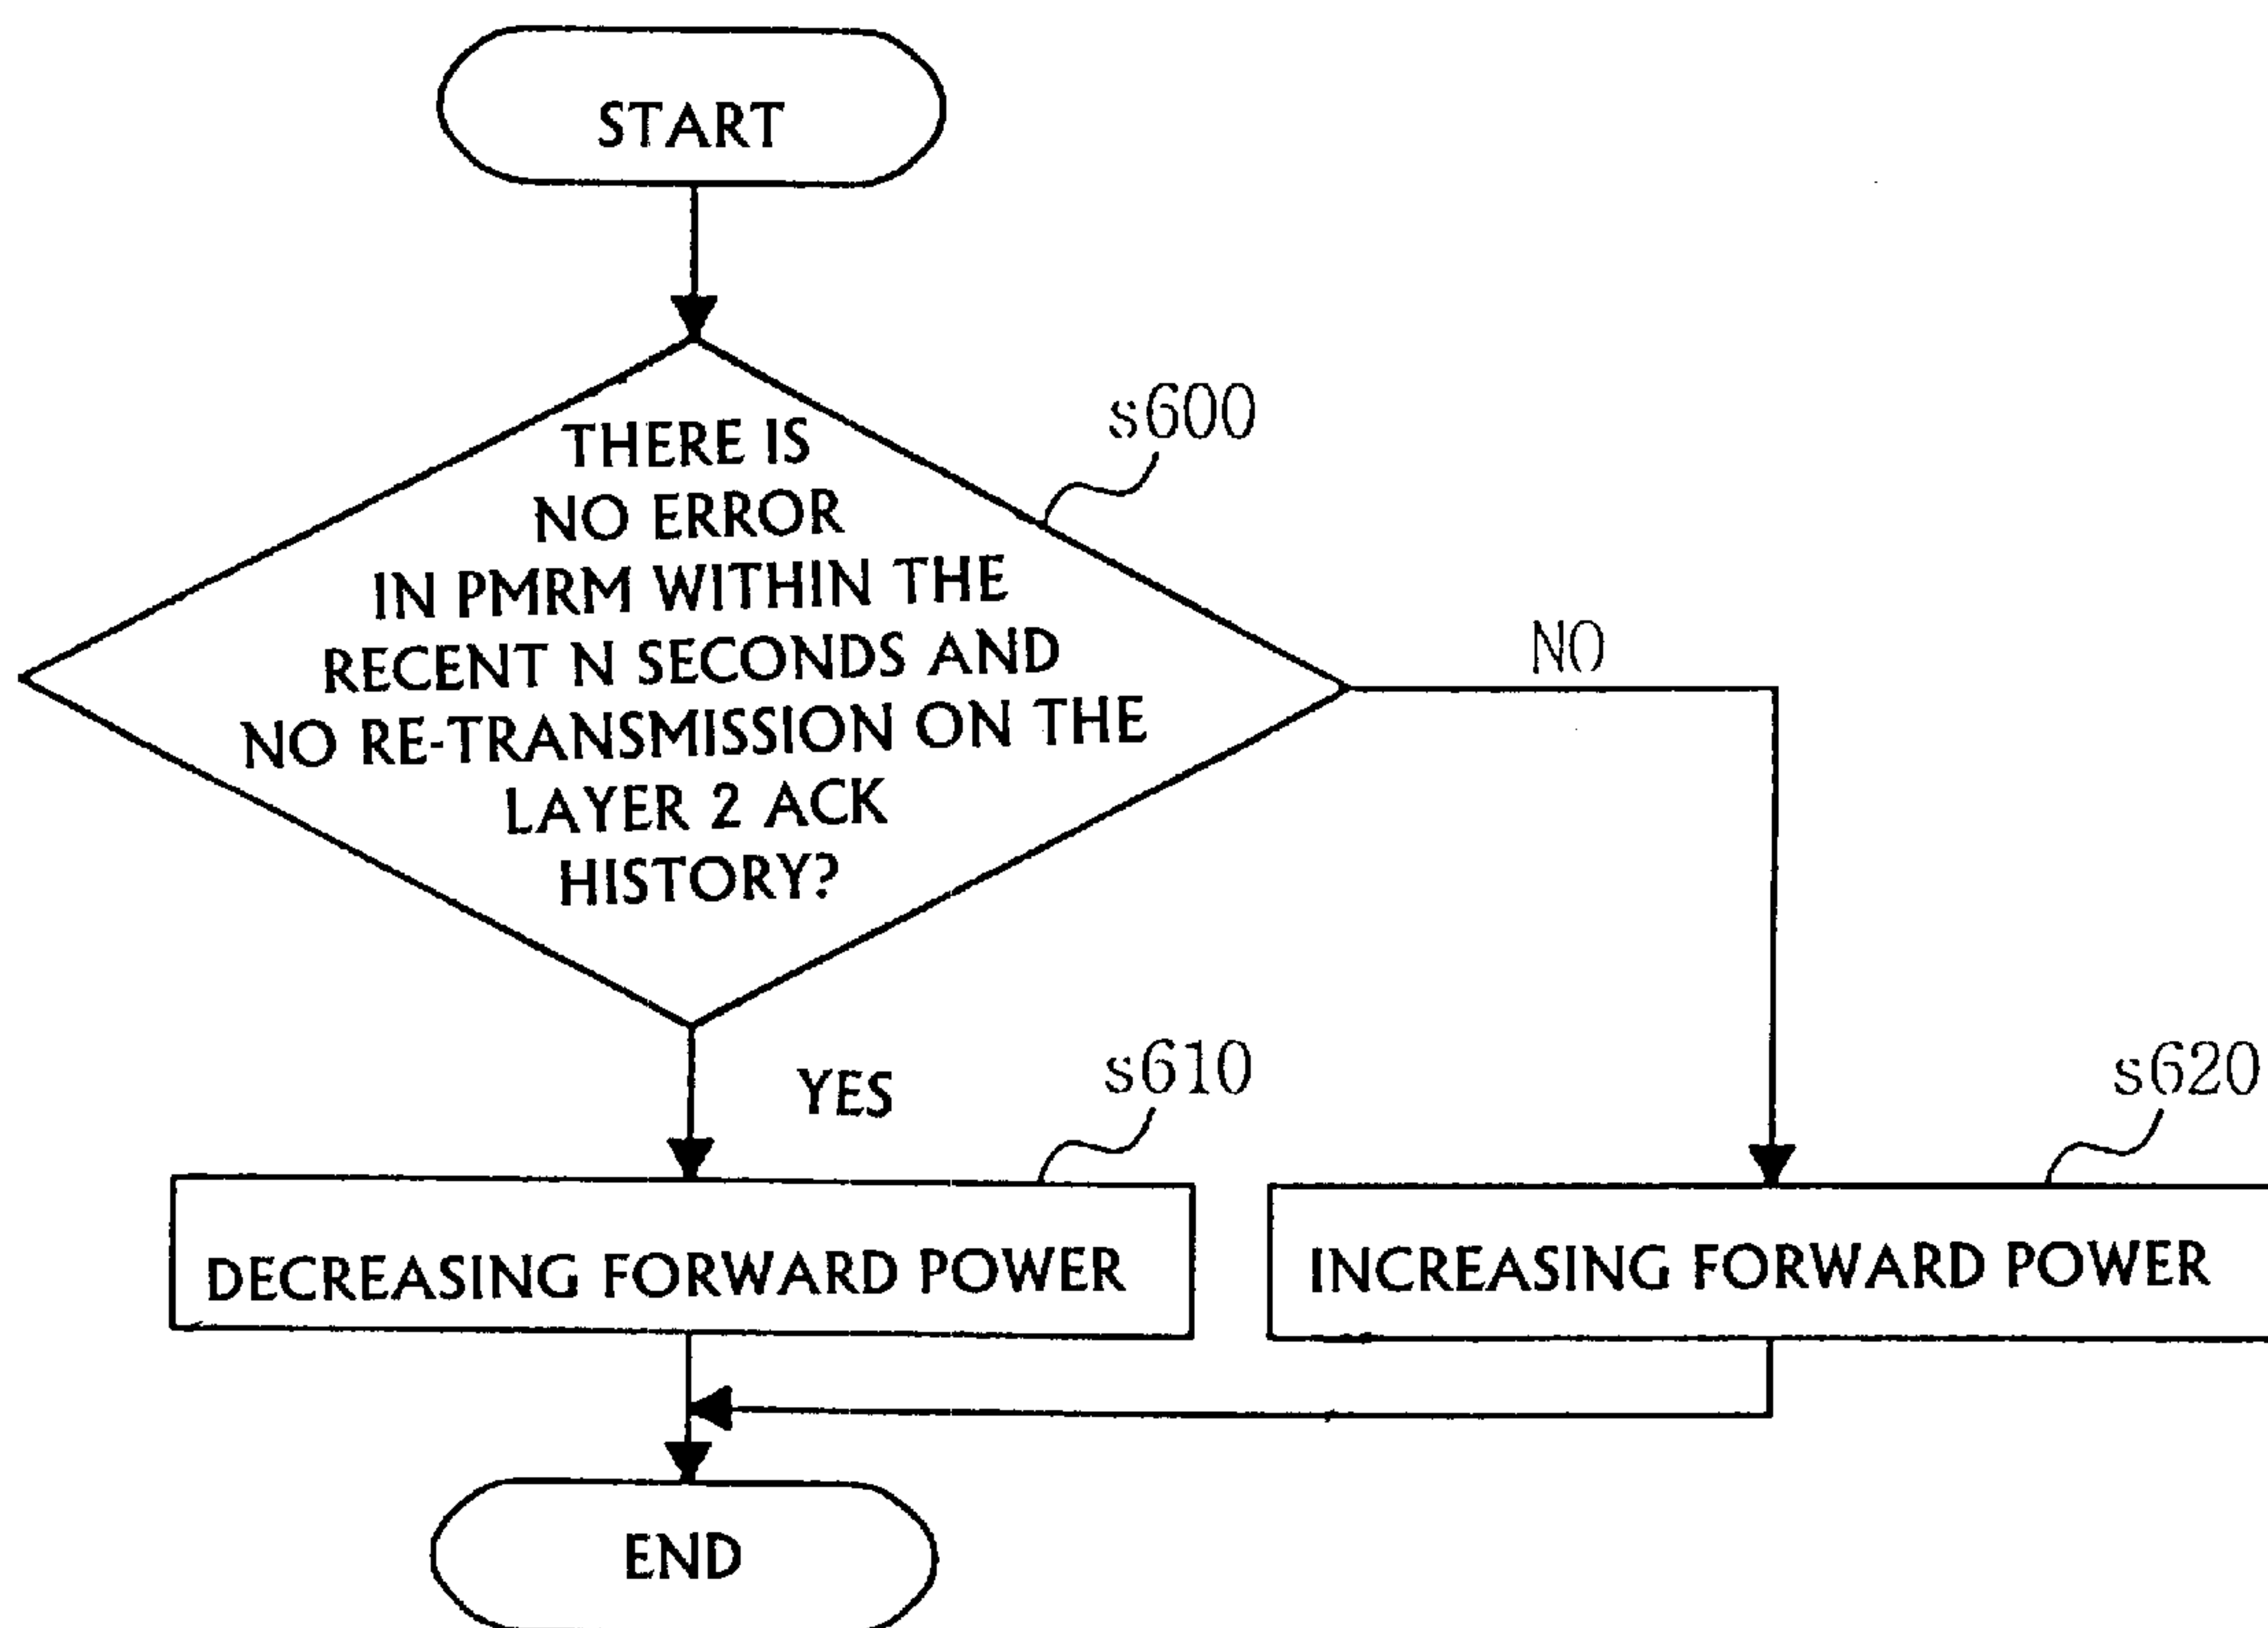 START
s600
THERE IS
NO ERROR
IN PMRM WITHIN THE
RECENT N SECONDS AND
NO RE-TRANSMISSION ON THE
LAYER 2 ACK
HISTORY?
NO
YES
s610
s620
DECREASING FORWARD POWER
INCREASING FORWARD POWER
END